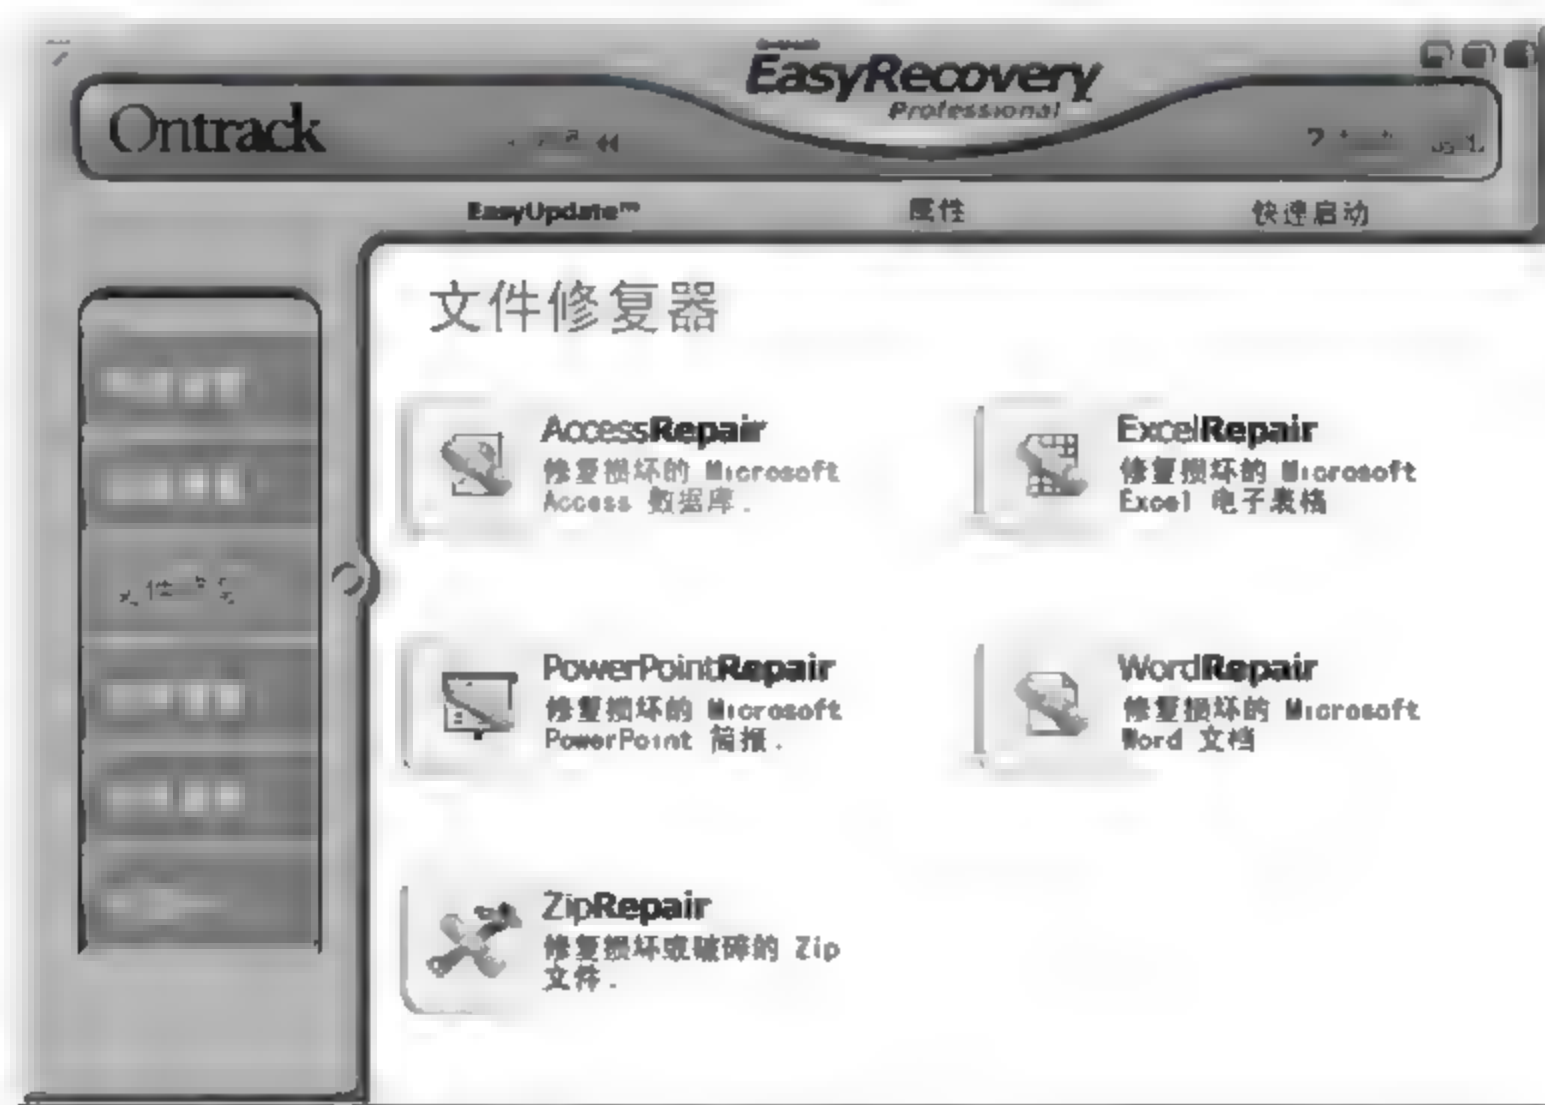 EasyRecovery
Professional
Ontrack
EasyUpdate™ 属性 快速启动
文件修复器
AccessRepair
修复损坏的 Microsoft
Access 数据库.
ExcelRepair
修复损坏的 Microsoft
Excel 电子表格
PowerPointRepair
修复损坏的 Microsoft
PowerPoint 简报.
WordRepair
修复损坏的 Microsoft
Word 文档
ZipRepair
修复损坏或破碎的 Zip
文件.